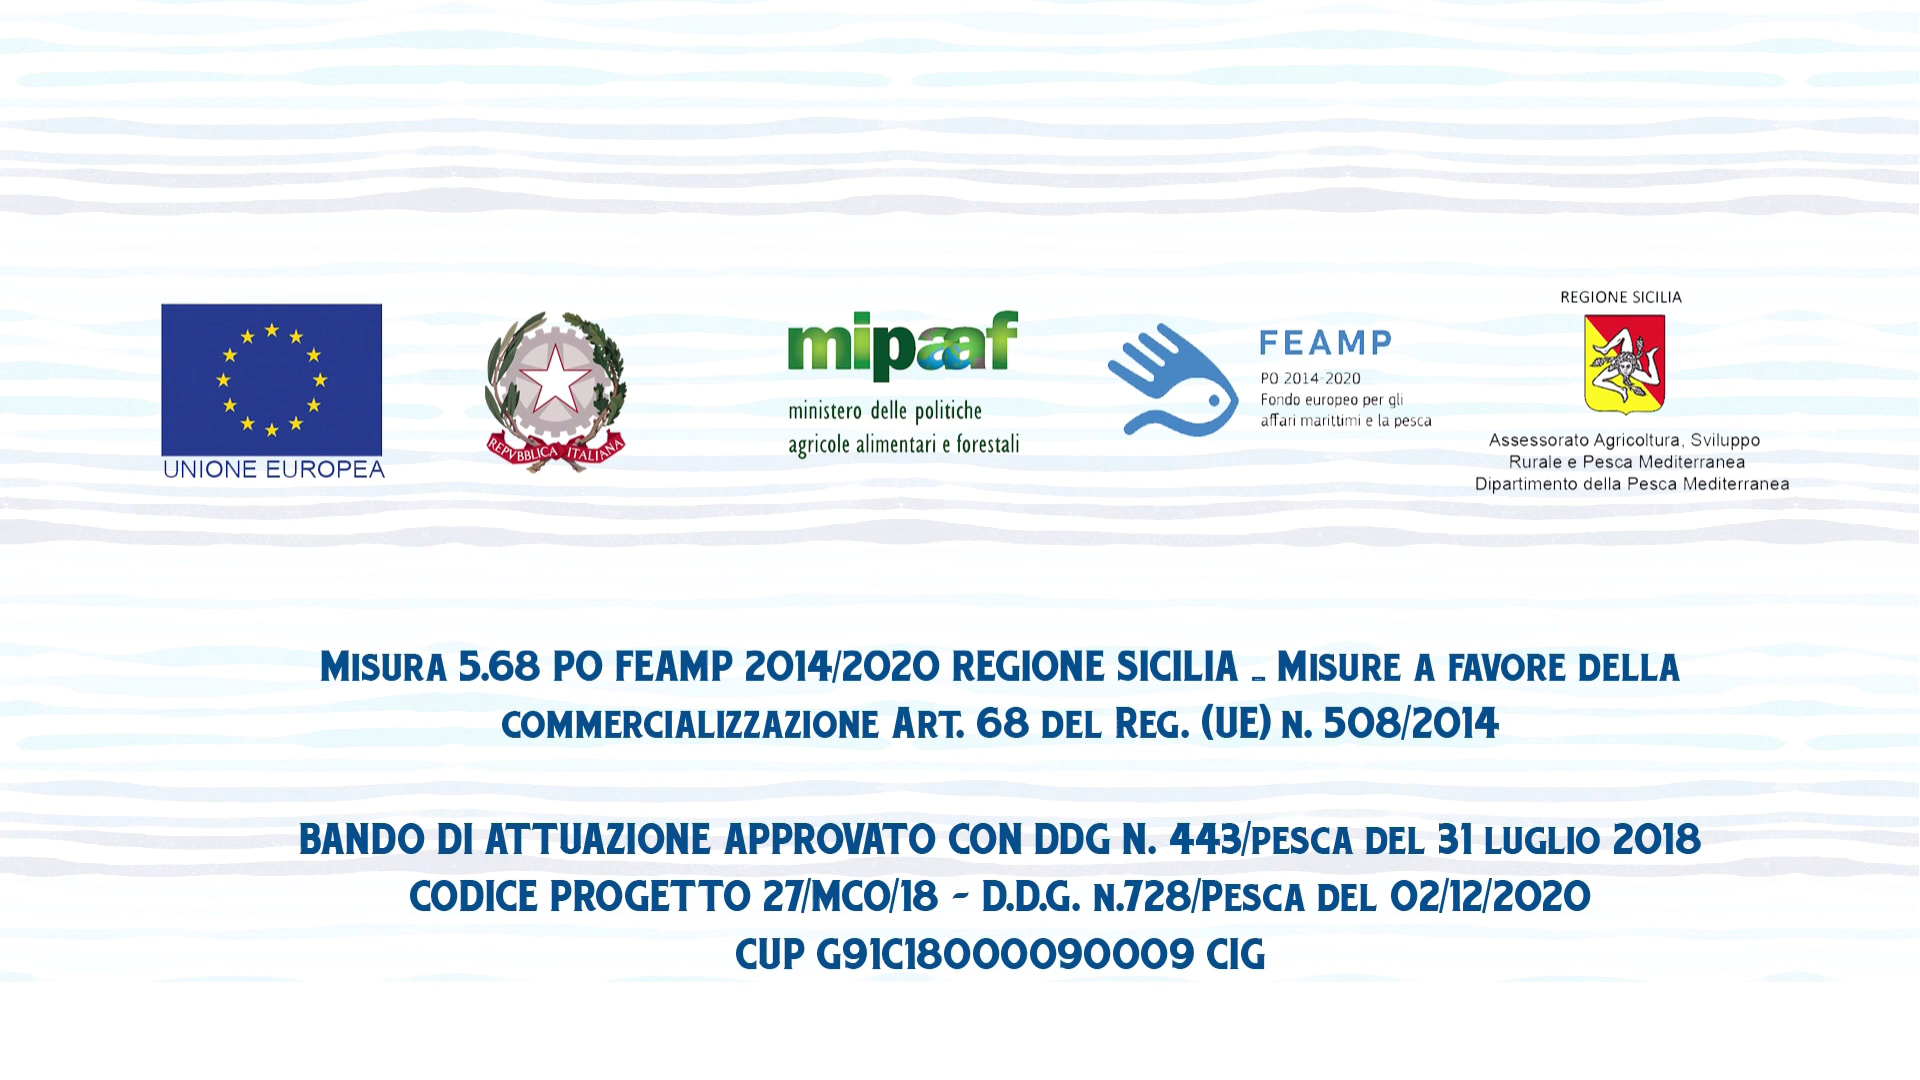 UNIONE EUROPEA
REPVBBLICA ITALIANA
mipaaf
ministero delle politiche
agricole alimentari e forestali
FEAMP
PO 2014-2020
Fondo europeo per gli
affari marittimi e la pesca
REGIONE SICILIA
Assessorato Agricoltura, Sviluppo
Rurale e Pesca Mediterranea
Dipartimento della Pesca Mediterranea
Misura 5.68 PO FEAMP 2014/2020 REGIONE SICILIA _ Misure a favore della
commercializzazione Art. 68 del Reg. (UE) n. 508/2014
BANDO DI ATTUAZIONE APPROVATO CON DDG N. 443/pesca del 31 luglio 2018
CODICE PROGETTO 27/MCO/18 - D.D.G. n.728/Pesca del 02/12/2020
CUP G91C18000090009 CIG